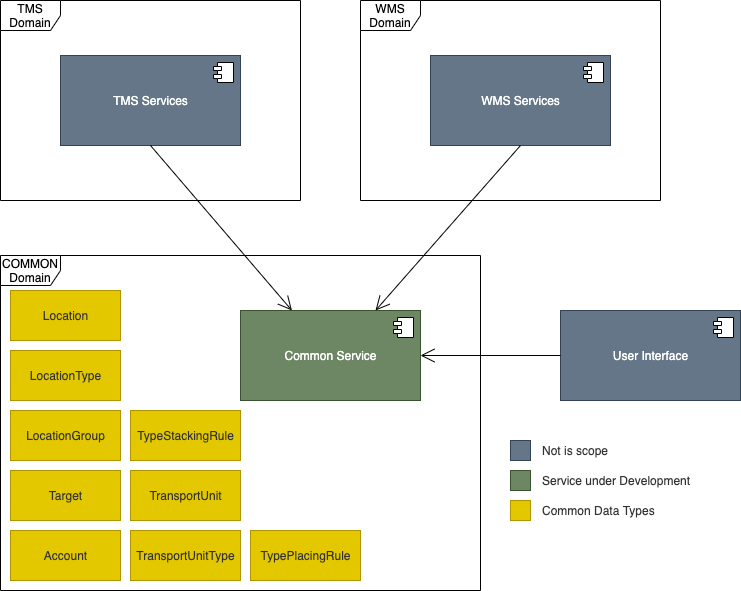 TMS
Domain
WMS
Domain
TMS Services
WMS Services
COMMON
Domain
Location
LocationType
LocationGroup
TypeStackingRule
Target
TransportUnit
Account
TransportUnitType
TypePlacingRule
Common Service
User Interface
Not is scope
Service under Development
Common Data Types